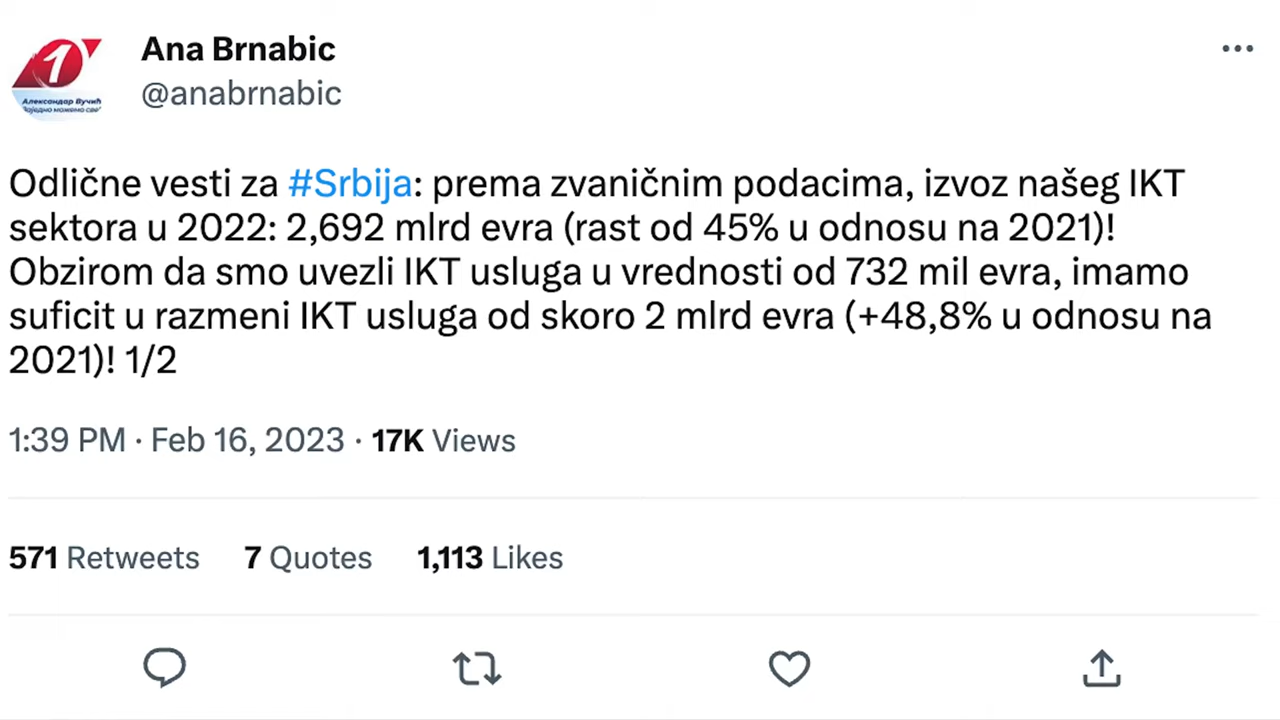 1
Александар Вучић
Ana Brnabic
@anabrnabic
Odlične vesti za #Srbija: prema zvaničnim podacima, izvoz našeg IKT
sektora u 2022: 2,692 mlrd evra (rast od 45% u odnosu na 2021)!
Obzirom da smo uvezli IKT usluga u vrednosti od 732 mil evra, imamo
suficit u razmeni IKT usluga od skoro 2 mlrd evra (+48,8% u odnosu na
2021)! 1/2
1:39 PM · Feb 16, 2023 · 17K Views
571 Retweets 7 Quotes 1,113 Likes